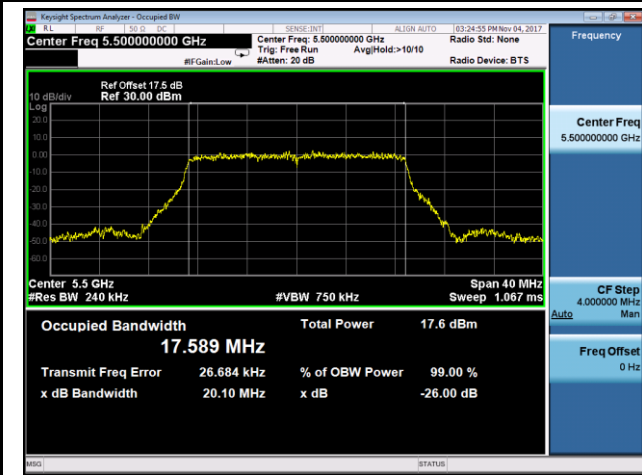 Keysight Spectrum Analyzer - Occupied BW
RL RF 50 Ω DC SENSE:INT ALIGN AUTO 03:24:55 PM Nov 04, 2017
Center Freq 5.500000000 GHz
Center Freq: 5.500000000 GHz
Radio Std: None
Trig: Free Run Avg|Hold:>10/10
#IFGain:Low #Atten: 20 dB Radio Device: BTS
Frequency
Ref Offset 17.5 dB
10 dB/div Ref 30.00 dBm
Log
20.0
10.0
0.00
-10.0
-20.0
-30.0
-40.0
-50.0
-60.0
Center 5.5 GHz Span 40 MHz
#Res BW 240 kHz #VBW 750 kHz Sweep 1.067 ms
Occupied Bandwidth Total Power 17.6 dBm
17.589 MHz
Transmit Freq Error 26.684 kHz % of OBW Power 99.00 %
x dB Bandwidth 20.10 MHz x dB -26.00 dB
Center Freq
5.500000000 GHz
CF Step
4.000000 MHz
Auto Man
Freq Offset
0 Hz
MSG STATUS